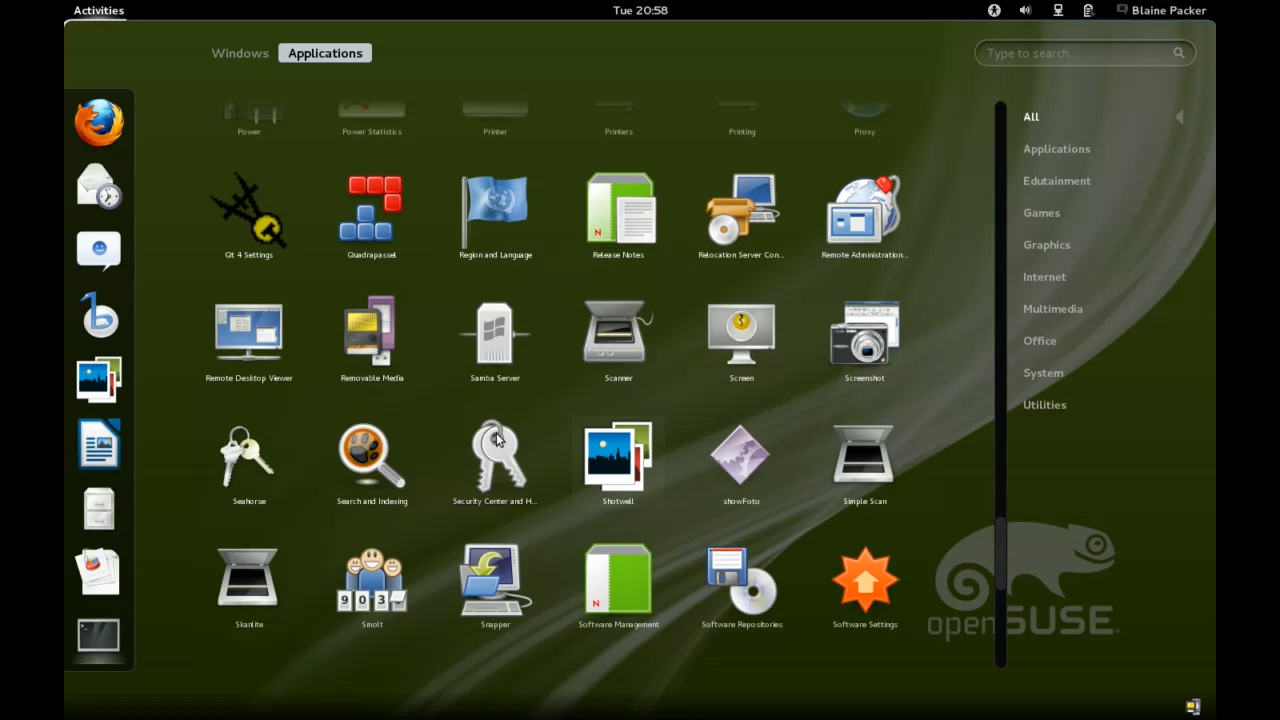 Activities
Tue 20:58
Blaine Packer
Windows
Applications
Type to search...
Power
Power Statistics
Printer
Printers
Printing
Proxy
Qt 4 Settings
Quadrapassel
Region and Language
Release Notes
Relocation Server Con...
Remote Administration...
Remote Desktop Viewer
Removable Media
Samba Server
Scanner
Screen
Screenshot
Seahorse
Search and Indexing
Security Center and H...
Shotwell
showFoto
Simple Scan
Skanlite
9 0 3
Smolt
Snapper
N
Software Management
Software Repositories
Software Settings
All
Applications
Edutainment
Games
Graphics
Internet
Multimedia
Office
System
Utilities
openSUSE